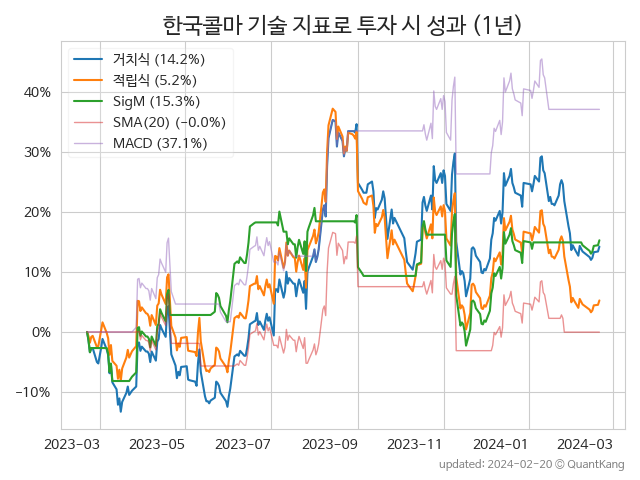 한국콜마 기술 지표로 투자 시 성과 (1년)
거치식 (14.2%)
적립식 (5.2%)
SigM (15.3%)
SMA(20) (−0.0%)
MACD (37.1%)
40%
30%
20%
10%
0%
−10%
2023-03 2023-05 2023-07 2023-09 2023-11 2024-01 2024-03
updated: 2024-02-20 © QuantKang